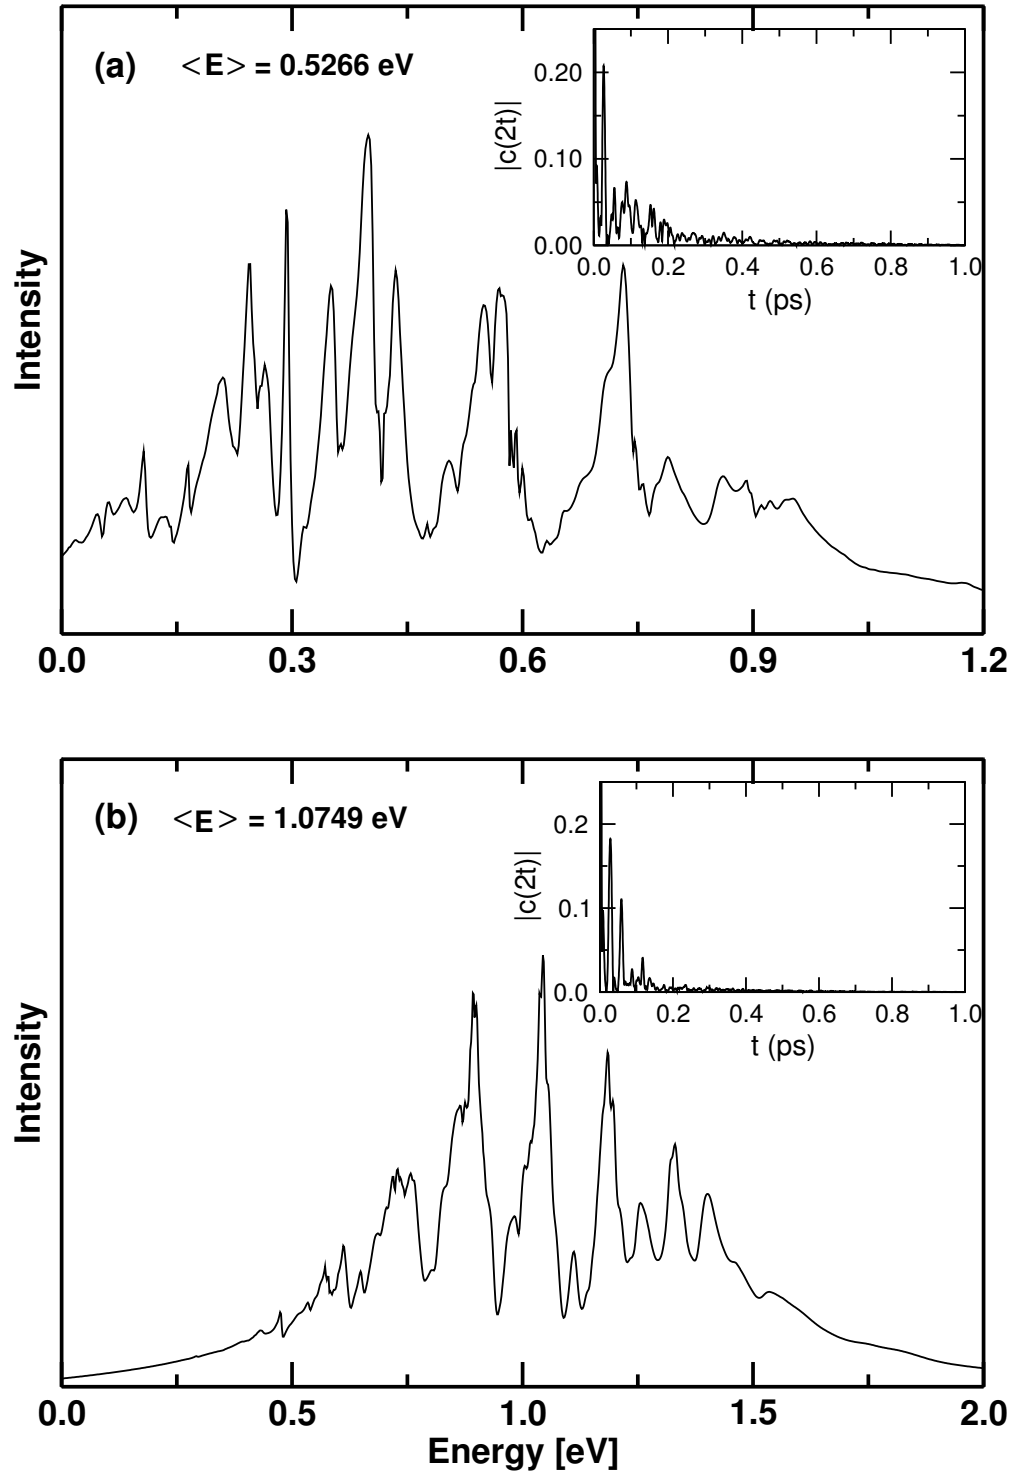 (a) <E> = 0.5266 eV
Intensity
|c(2t)|
0.20
0.10
0.00
0.0 0.2 0.4 0.6 0.8 1.0
t (ps)
0.0 0.3 0.6 0.9 1.2
(b) <E> = 1.0749 eV
Intensity
|c(2t)|
0.2
0.1
0.0
0.0 0.2 0.4 0.6 0.8 1.0
t (ps)
0.0 0.5 1.0 1.5 2.0
Energy [eV]